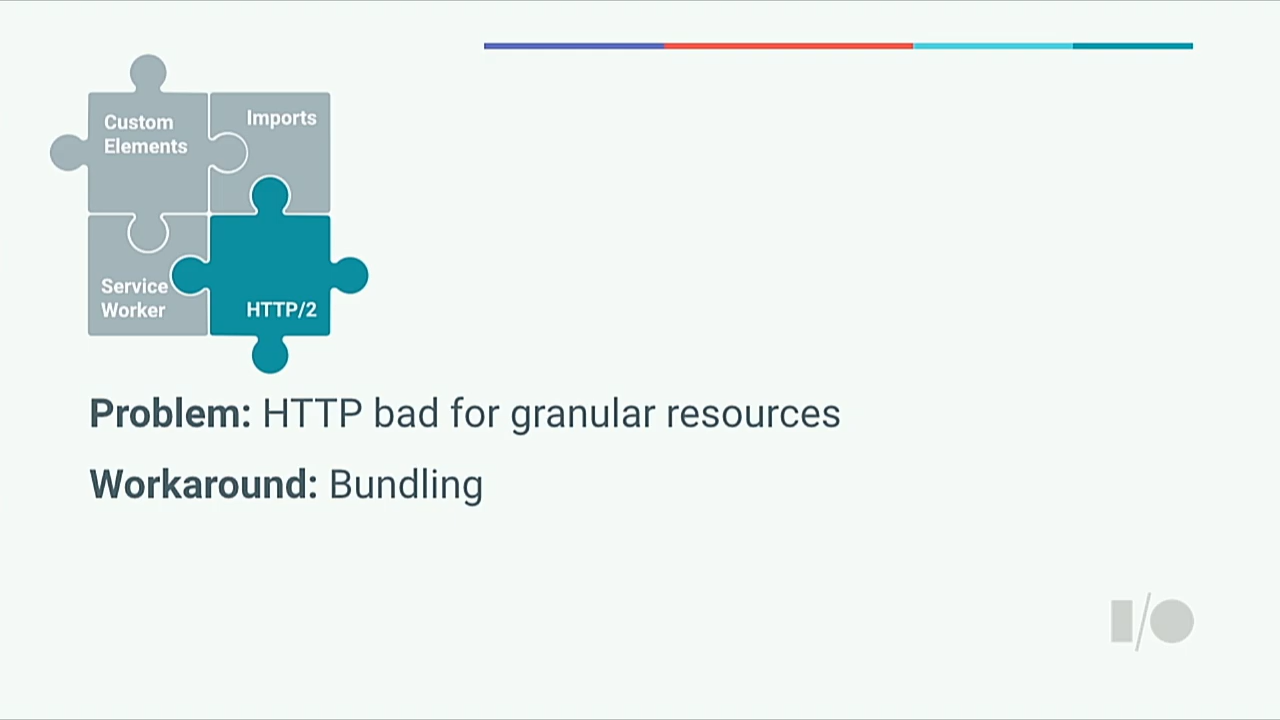 Custom
Elements
Imports
Service
Worker
HTTP/2
Problem: HTTP bad for granular resources
Workaround: Bundling
I/O